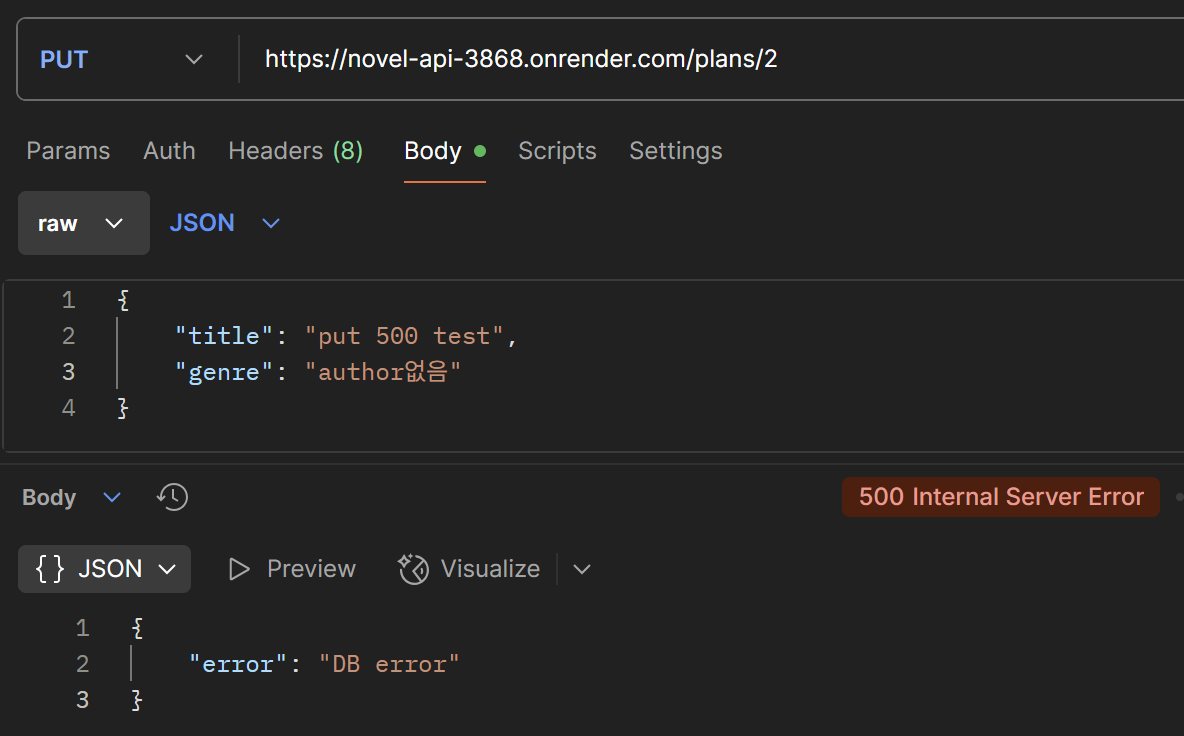 PUT https://novel-api-3868.onrender.com/plans/2
Params Auth Headers (8) Body Scripts Settings
raw JSON
1 {
2 "title": "put 500 test",
3 "genre": "author없음"
4 }
Body 500 Internal Server Error
{ } JSON Preview Visualize
1 {
2 "error": "DB error"
3 }